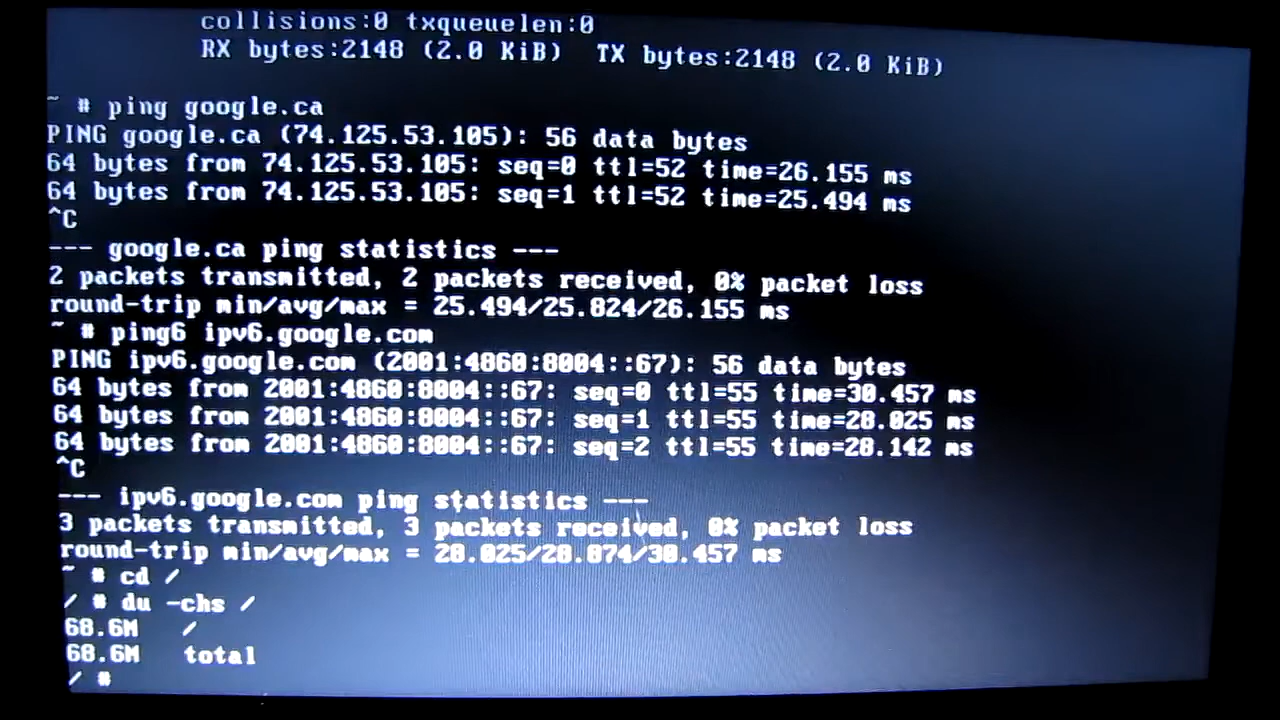 collisions:0 txqueuelen:0
RX bytes:2148 (2.0 KiB)  TX bytes:2148 (2.0 KiB)
~ # ping google.ca
PING google.ca (74.125.53.105): 56 data bytes
64 bytes from 74.125.53.105: seq=0 ttl=52 time=26.155 ms
64 bytes from 74.125.53.105: seq=1 ttl=52 time=25.494 ms
^C
--- google.ca ping statistics ---
2 packets transmitted, 2 packets received, 0% packet loss
round-trip min/avg/max = 25.494/25.824/26.155 ms
~ # ping6 ipv6.google.com
PING ipv6.google.com (2001:4860:8004::67): 56 data bytes
64 bytes from 2001:4860:8004::67: seq=0 ttl=55 time=30.457 ms
64 bytes from 2001:4860:8004::67: seq=1 ttl=55 time=28.025 ms
64 bytes from 2001:4860:8004::67: seq=2 ttl=55 time=28.142 ms
^C
--- ipv6.google.com ping statistics ---
3 packets transmitted, 3 packets received, 0% packet loss
round-trip min/avg/max = 28.025/28.874/30.457 ms
~ # cd /
/ # du -chs /
68.6M   /
68.6M   total
/ #